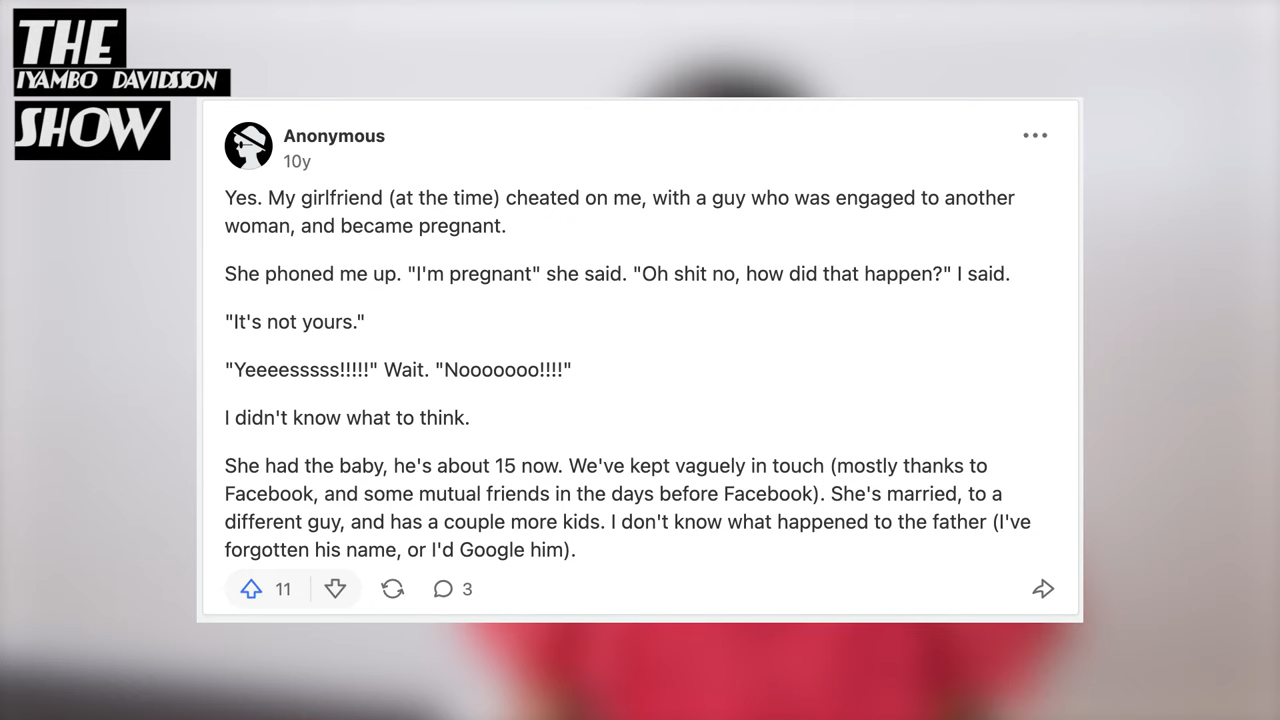 THE
IYAMBO DAVIDSSON
SHOW
Anonymous
10y
Yes. My girlfriend (at the time) cheated on me, with a guy who was engaged to another
woman, and became pregnant.
She phoned me up. "I'm pregnant" she said. "Oh shit no, how did that happen?" I said.
"It's not yours."
"Yeeeesssss!!!!!" Wait. "Nooooooo!!!!"
I didn't know what to think.
She had the baby, he's about 15 now. We've kept vaguely in touch (mostly thanks to
Facebook, and some mutual friends in the days before Facebook). She's married, to a
different guy, and has a couple more kids. I don't know what happened to the father (I've
forgotten his name, or I'd Google him).
11
3